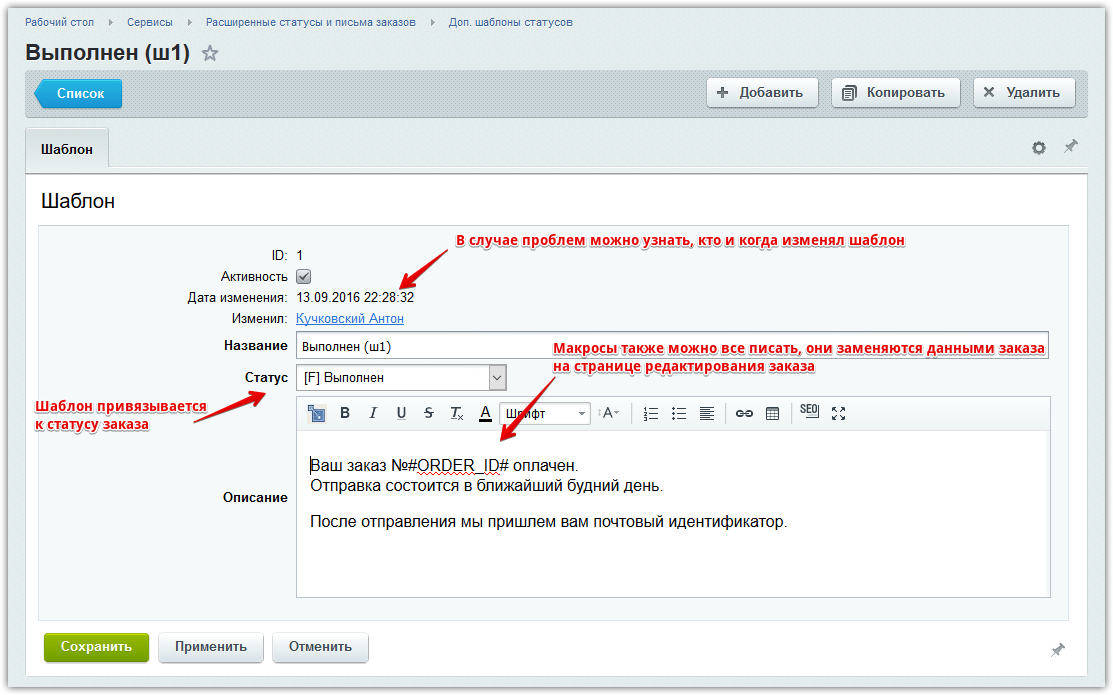 Рабочий стол Сервисы Расширенные статусы и письма заказов Доп. шаблоны статусов
Выполнен (ш1)
Список Добавить Копировать Удалить
Шаблон
Шаблон
В случае проблем можно узнать, кто и когда изменял шаблон
ID: 1
Активность
Дата изменения: 13.09.2016 22:28:32
Изменил: Кучковский Антон
Название Выполнен (ш1)
Макросы также можно все писать, они заменяются данными заказа
на странице редактирования заказа
Статус [F] Выполнен
Шаблон привязывается
к статусу заказа
B I U S Tx A Шрифт A SEO
Ваш заказ №#ORDER_ID# оплачен.
Отправка состоится в ближайший будний день.
Описание
После отправления мы пришлем вам почтовый идентификатор.
Сохранить Применить Отменить